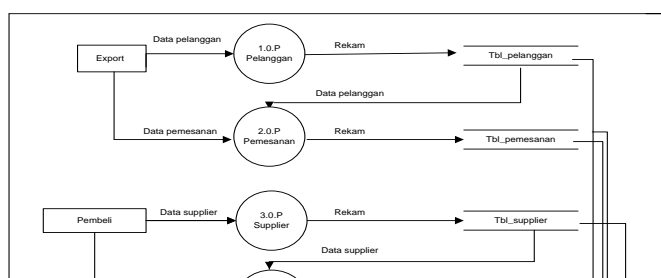 Data pelanggan
Export
1.0.P
Pelanggan
Rekam
Tbl_pelanggan
Data pelanggan
Data pemesanan
2.0.P
Pemesanan
Rekam
Tbl_pemesanan
Pembeli
Data supplier
3.0.P
Supplier
Rekam
Tbl_supplier
Data supplier